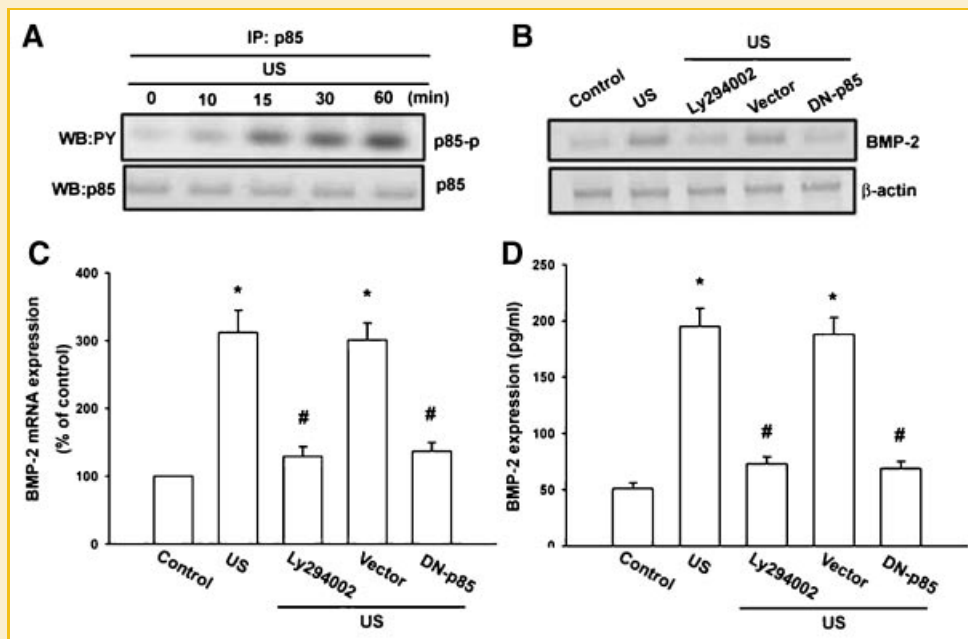 A
IP: p85
US
0 10 15 30 60 (min)
WB:PY p85-p
WB:p85 p85
B
US
Control US Ly294002 Vector DN-p85
BMP-2
β-actin
C
BMP-2 mRNA expression
(% of control)
400
300
200
100
0
* # * #
Control US Ly294002 Vector DN-p85
US
D
BMP-2 expression (pg/ml)
250
200
150
100
50
0
* # * #
Control US Ly294002 Vector DN-p85
US